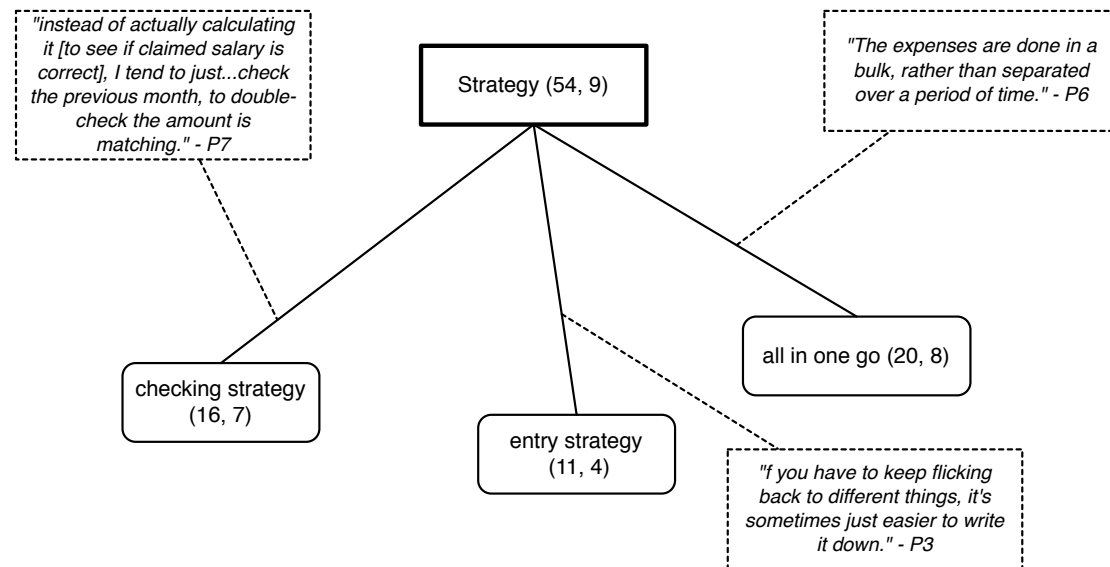 "instead of actually calculating
it [to see if claimed salary is
correct], I tend to just...check
the previous month, to double-
check the amount is
matching." - P7
Strategy (54, 9)
"The expenses are done in a
bulk, rather than separated
over a period of time." - P6
checking strategy
(16, 7)
entry strategy
(11, 4)
all in one go (20, 8)
"f you have to keep flicking
back to different things, it's
sometimes just easier to write
it down." - P3